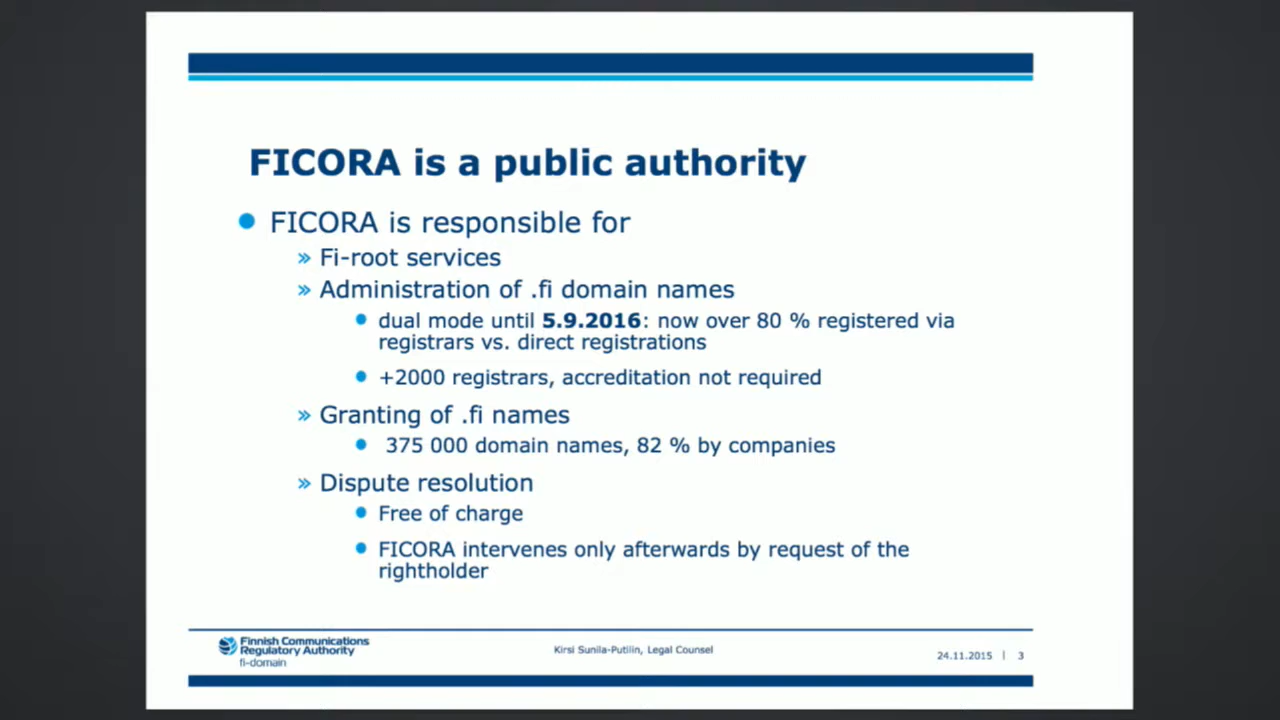 FICORA is a public authority
FICORA is responsible for
» Fi-root services
» Administration of .fi domain names
dual mode until 5.9.2016: now over 80 % registered via
registrars vs. direct registrations
+2000 registrars, accreditation not required
» Granting of .fi names
375 000 domain names, 82 % by companies
» Dispute resolution
Free of charge
FICORA intervenes only afterwards by request of the
rightholder
Finnish Communications
Regulatory Authority
fi-domain
Kirsi Sunila-Putilin, Legal Counsel
24.11.2015 | 3